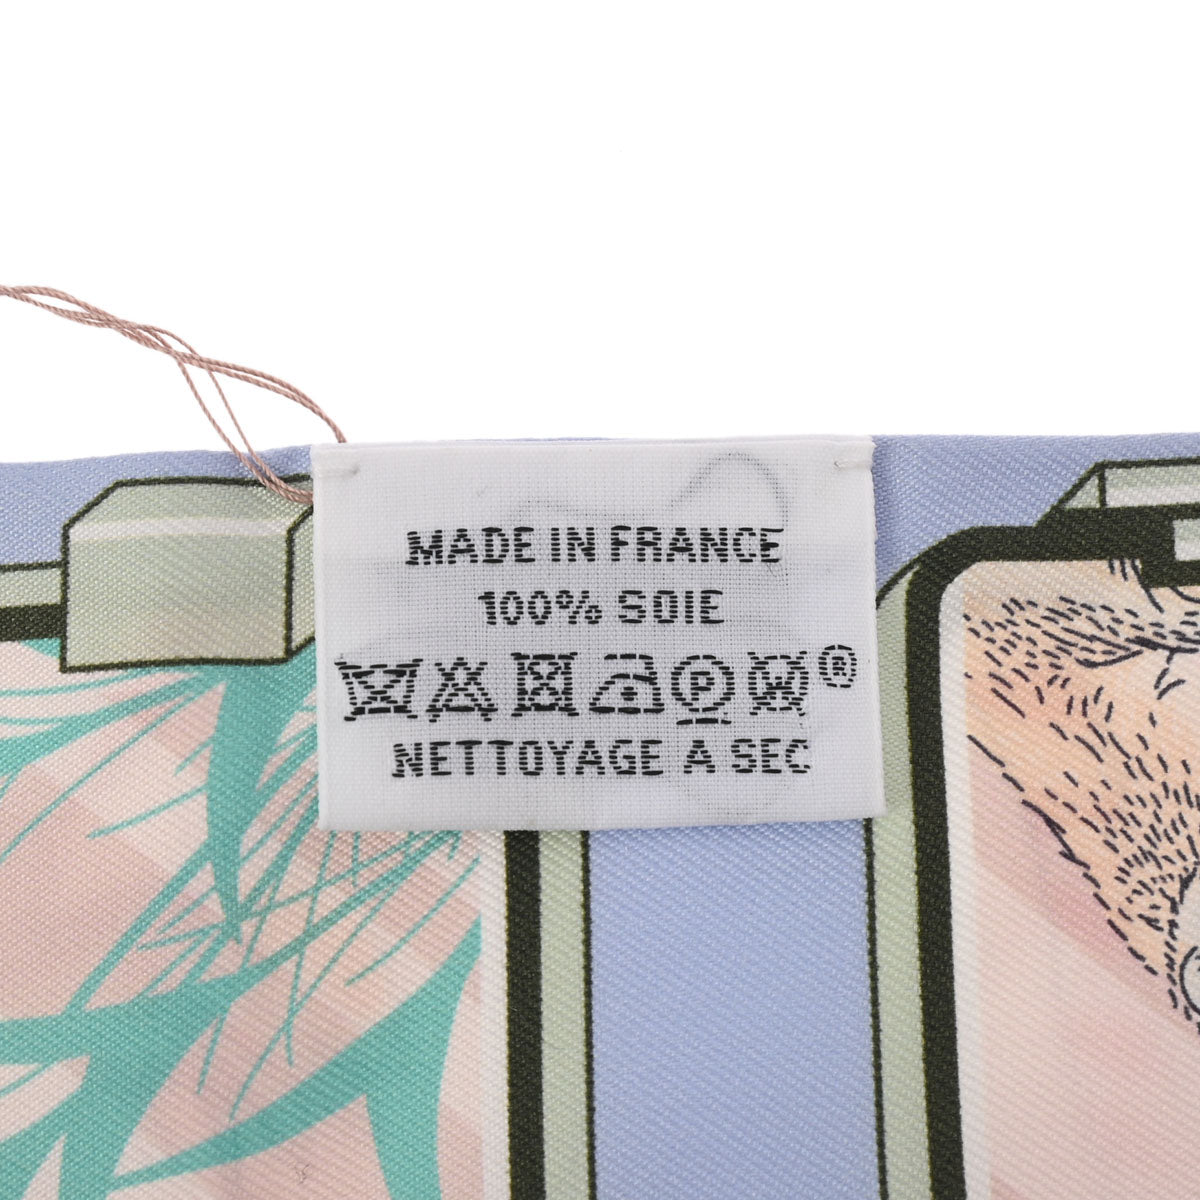 MADE IN FRANCE
100% SOIE
P W ®
NETTOYAGE A SEC